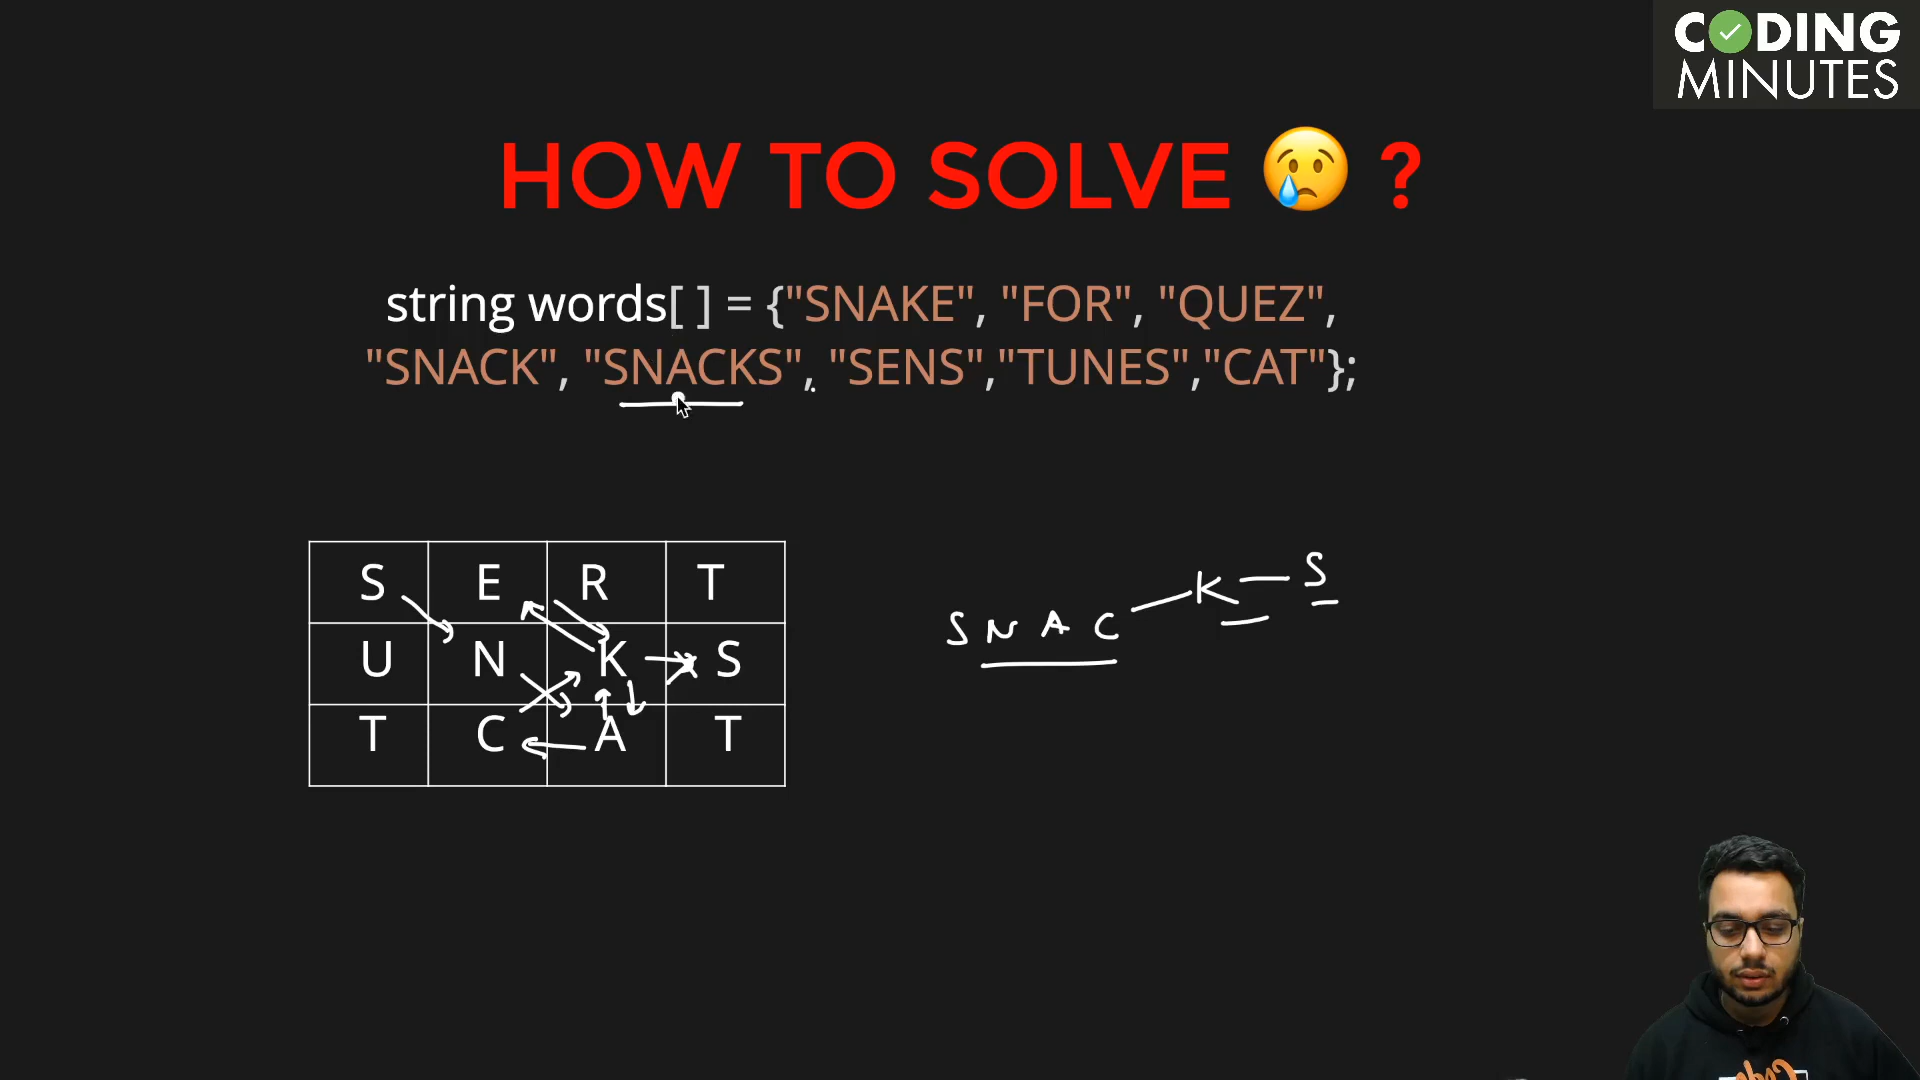 CODING
MINUTES
HOW TO SOLVE 😢 ?
string words[ ] = {"SNAKE", "FOR", "QUEZ",
"SNACK", "SNACKS", "SENS","TUNES","CAT"};
S E R T
U N K S
T C A T
S N A C K S